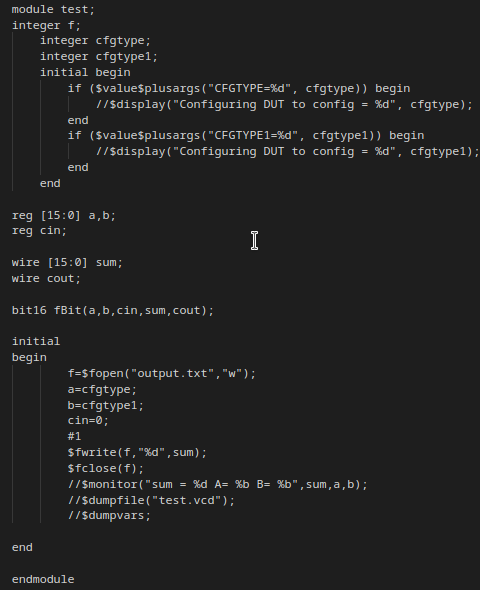 module test;
integer f;
integer cfgtype;
integer cfgtype1;
initial begin
if ($value$plusargs("CFGTYPE=%d", cfgtype)) begin
//$display("Configuring DUT to config = %d", cfgtype);
end
if ($value$plusargs("CFGTYPE1=%d", cfgtype1)) begin
//$display("Configuring DUT to config = %d", cfgtype1);
end
end
reg [15:0] a,b;
reg cin;
wire [15:0] sum;
wire cout;
bit16 fBit(a,b,cin,sum,cout);
initial
begin
f=$fopen("output.txt","w");
a=cfgtype;
b=cfgtype1;
cin=0;
#1
$fwrite(f,"%d",sum);
$fclose(f);
//$monitor("sum = %d A= %b B= %b",sum,a,b);
//$dumpfile("test.vcd");
//$dumpvars;
end
endmodule